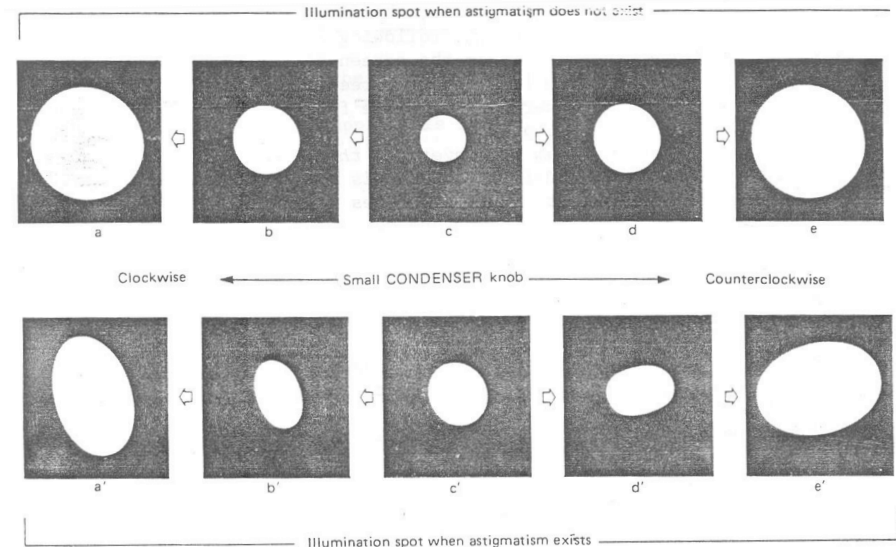 Illumination spot when astigmatism does not exist
a b c d e
Clockwise Small CONDENSER knob Counterclockwise
a' b' c' d' e'
Illumination spot when astigmatism exists